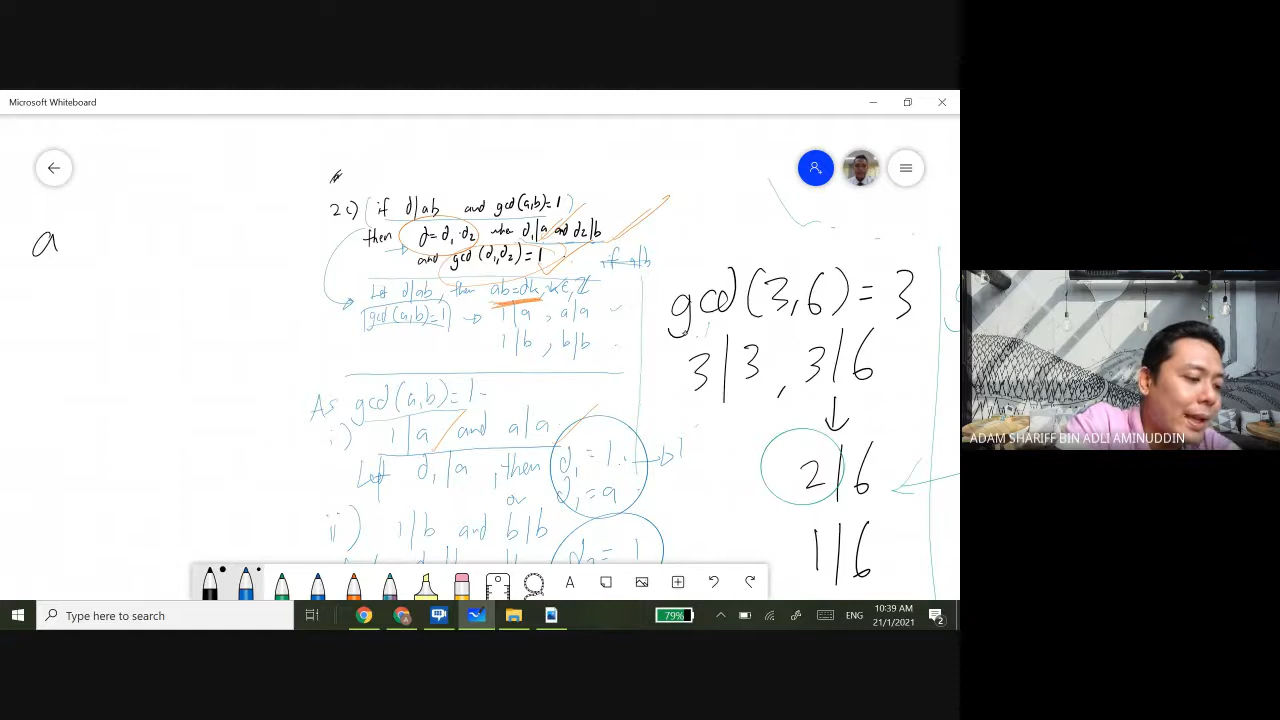 Microsoft Whiteboard
a
2c) (if d|ab and gcd(a,b)=1)
then d=d₁·d₂ when d₁|a and d₂|b
and gcd(d₁,d₂)=1
Let d|ab, then ab=dk, k∈Z
gcd(a,b)=1 → 1|a, a|a
1|b, b|b
As gcd(a,b)=1
i) 1|a and a|a
Let d₁|a, then d₁=1
or d₁=a
ii) 1|b and b|b
d₂= 1
gcd(3,6)=3
3|3, 3|6
↓
2|6
1|6
ADAM SHARIFF BIN ADLI AMINUDDIN
A
Type here to search
79%
ENG
10:39 AM
21/1/2021
2